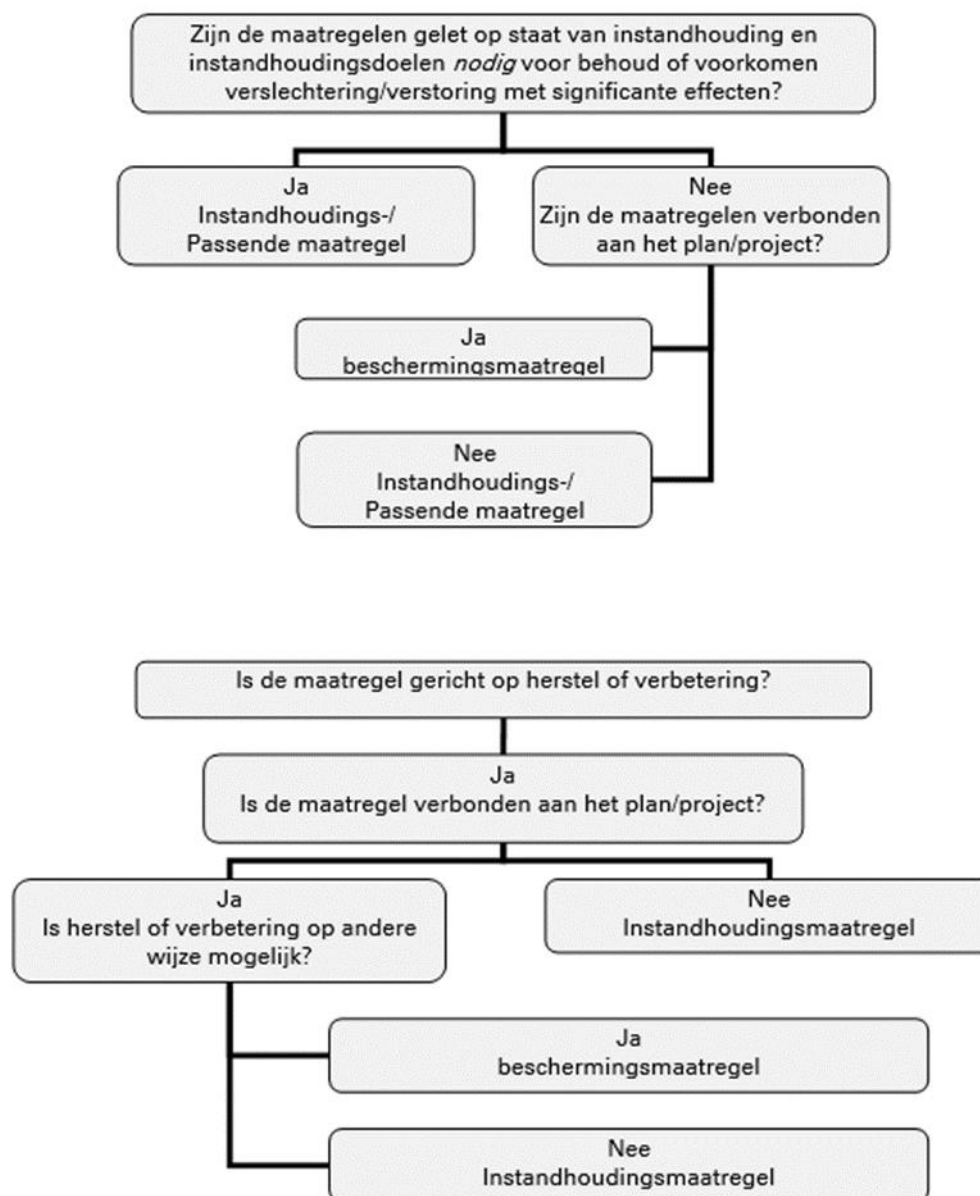 Zijn de maatregelen gelet op staat van instandhouding en
instandhoudingsdoelen nodig voor behoud of voorkomen
verslechtering/verstoring met significante effecten?
Ja
Instandhoudings-/
Passende maatregel
Nee
Zijn de maatregelen verbonden
aan het plan/project?
Ja
beschermingsmaatregel
Nee
Instandhoudings-/
Passende maatregel
Is de maatregel gericht op herstel of verbetering?
Ja
Is de maatregel verbonden aan het plan/project?
Ja
Is herstel of verbetering op andere
wijze mogelijk?
Nee
Instandhoudingsmaatregel
Ja
beschermingsmaatregel
Nee
Instandhoudingsmaatregel